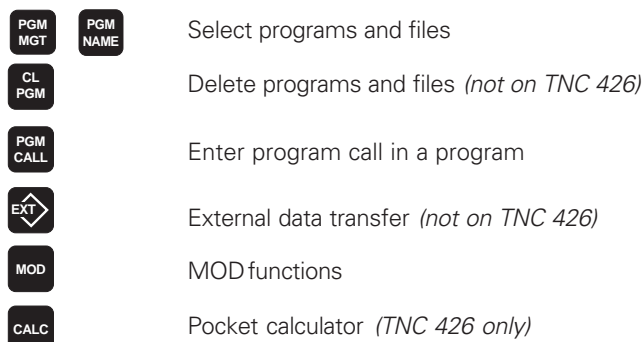 PGM MGT PGM NAME Select programs and files
CL PGM Delete programs and files (not on TNC 426)
PGM CALL Enter program call in a program
EXT External data transfer (not on TNC 426)
MOD MOD functions
CALC Pocket calculator (TNC 426 only)